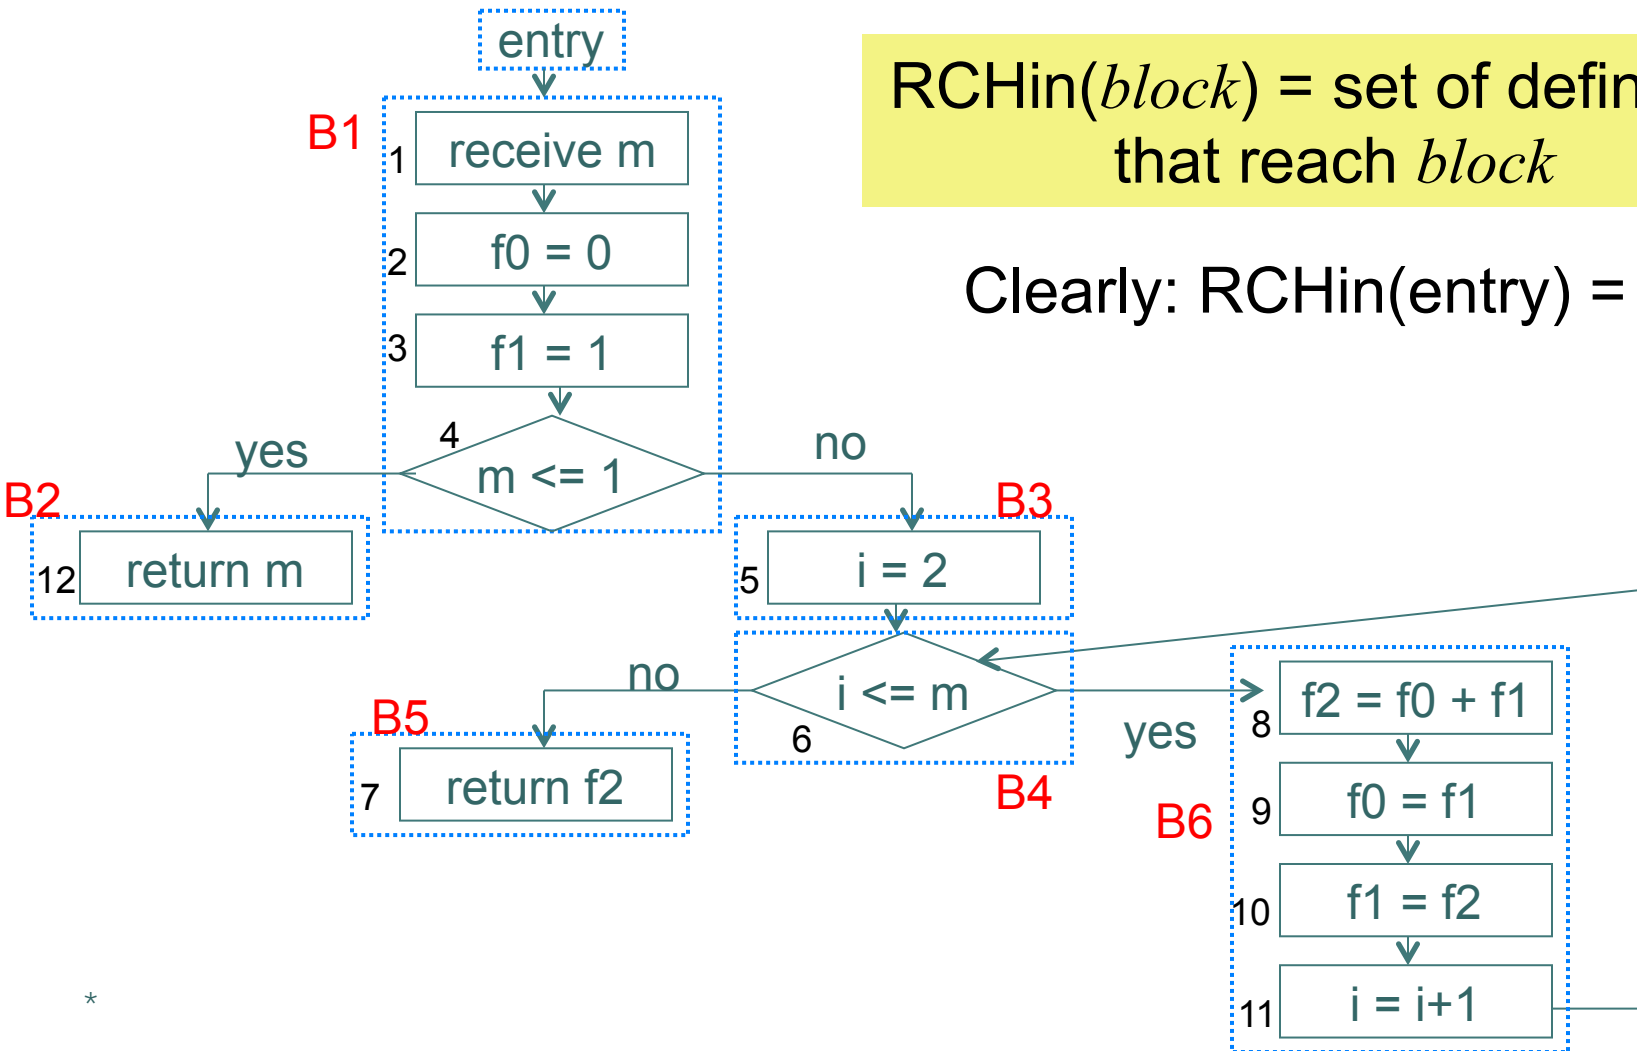 entry
RCHin(block) = set of defin
that reach block
Clearly: RCHin(entry) =
B1
1
receive m
2
f0 = 0
3
f1 = 1
4
m <= 1
yes
no
B2
12
return m
B3
5
i = 2
6
i <= m
B4
no
yes
B5
7
return f2
B6
8
f2 = f0 + f1
9
f0 = f1
10
f1 = f2
11
i = i+1
*